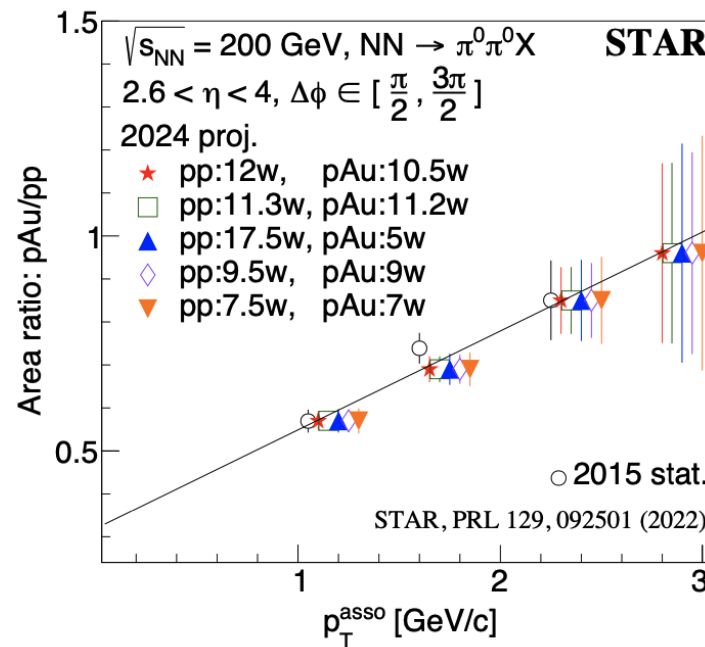 1.5
√s_NN = 200 GeV, NN → π⁰π⁰X STAR
2.6 < η < 4, Δϕ ∈ [π/2, 3π/2]
2024 proj.
pp:12w, pAu:10.5w
pp:11.3w, pAu:11.2w
pp:17.5w, pAu:5w
pp:9.5w, pAu:9w
pp:7.5w, pAu:7w
1
0.5
Area ratio: pAu/pp
2015 stat.
STAR, PRL 129, 092501 (2022)
1 2 3
p_T^asso [GeV/c]